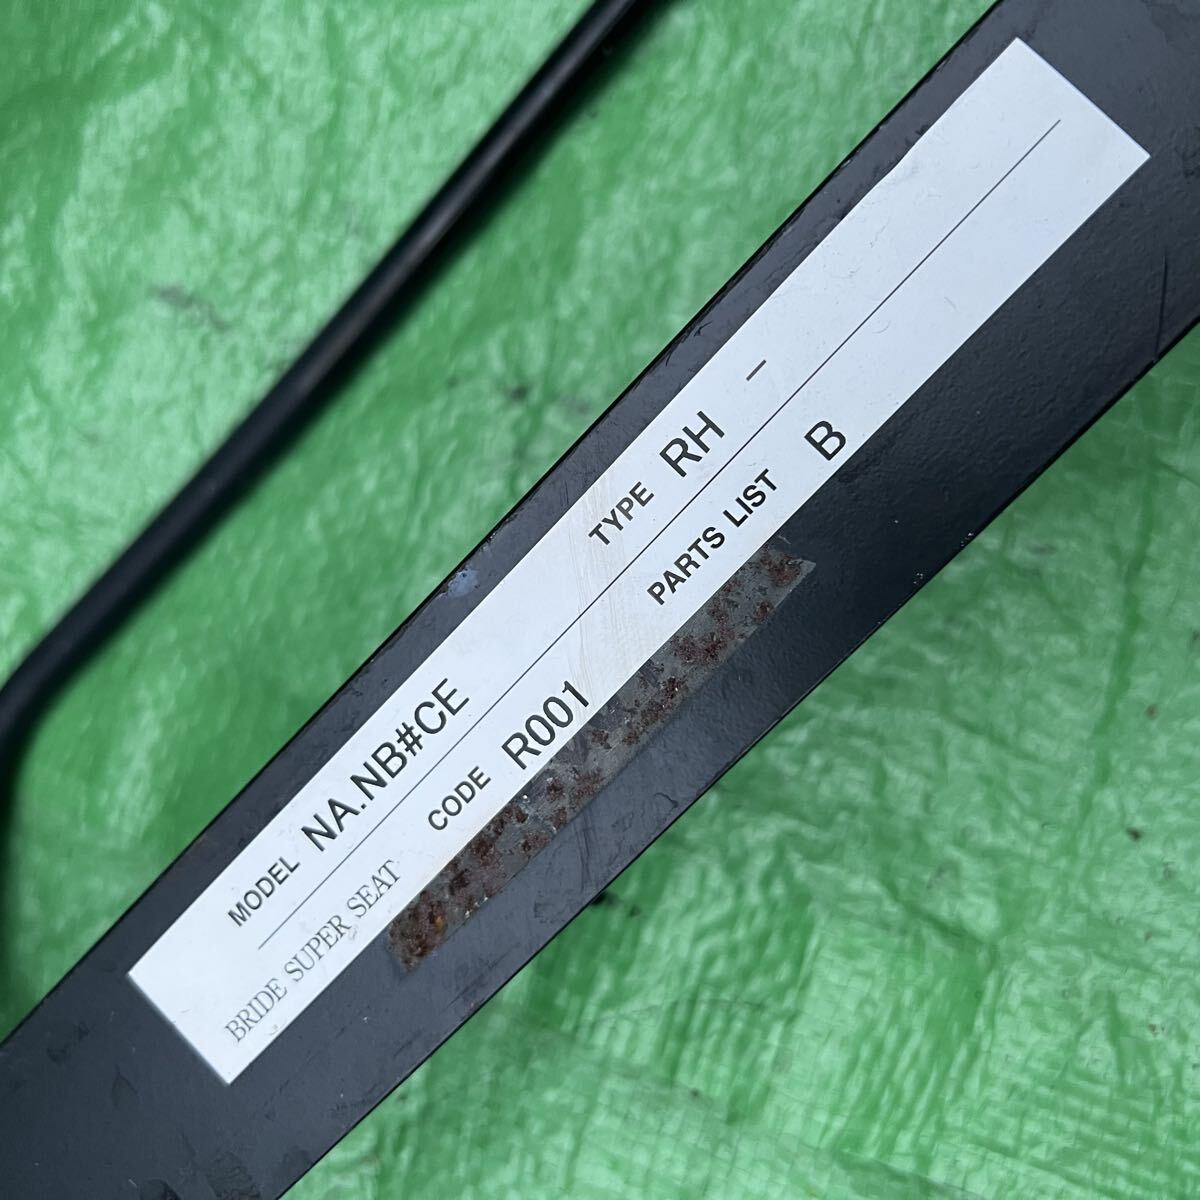 MODEL NA.NB#CE TYPE RH -
BRIDE SUPER SEAT CODE R001 PARTS LIST B